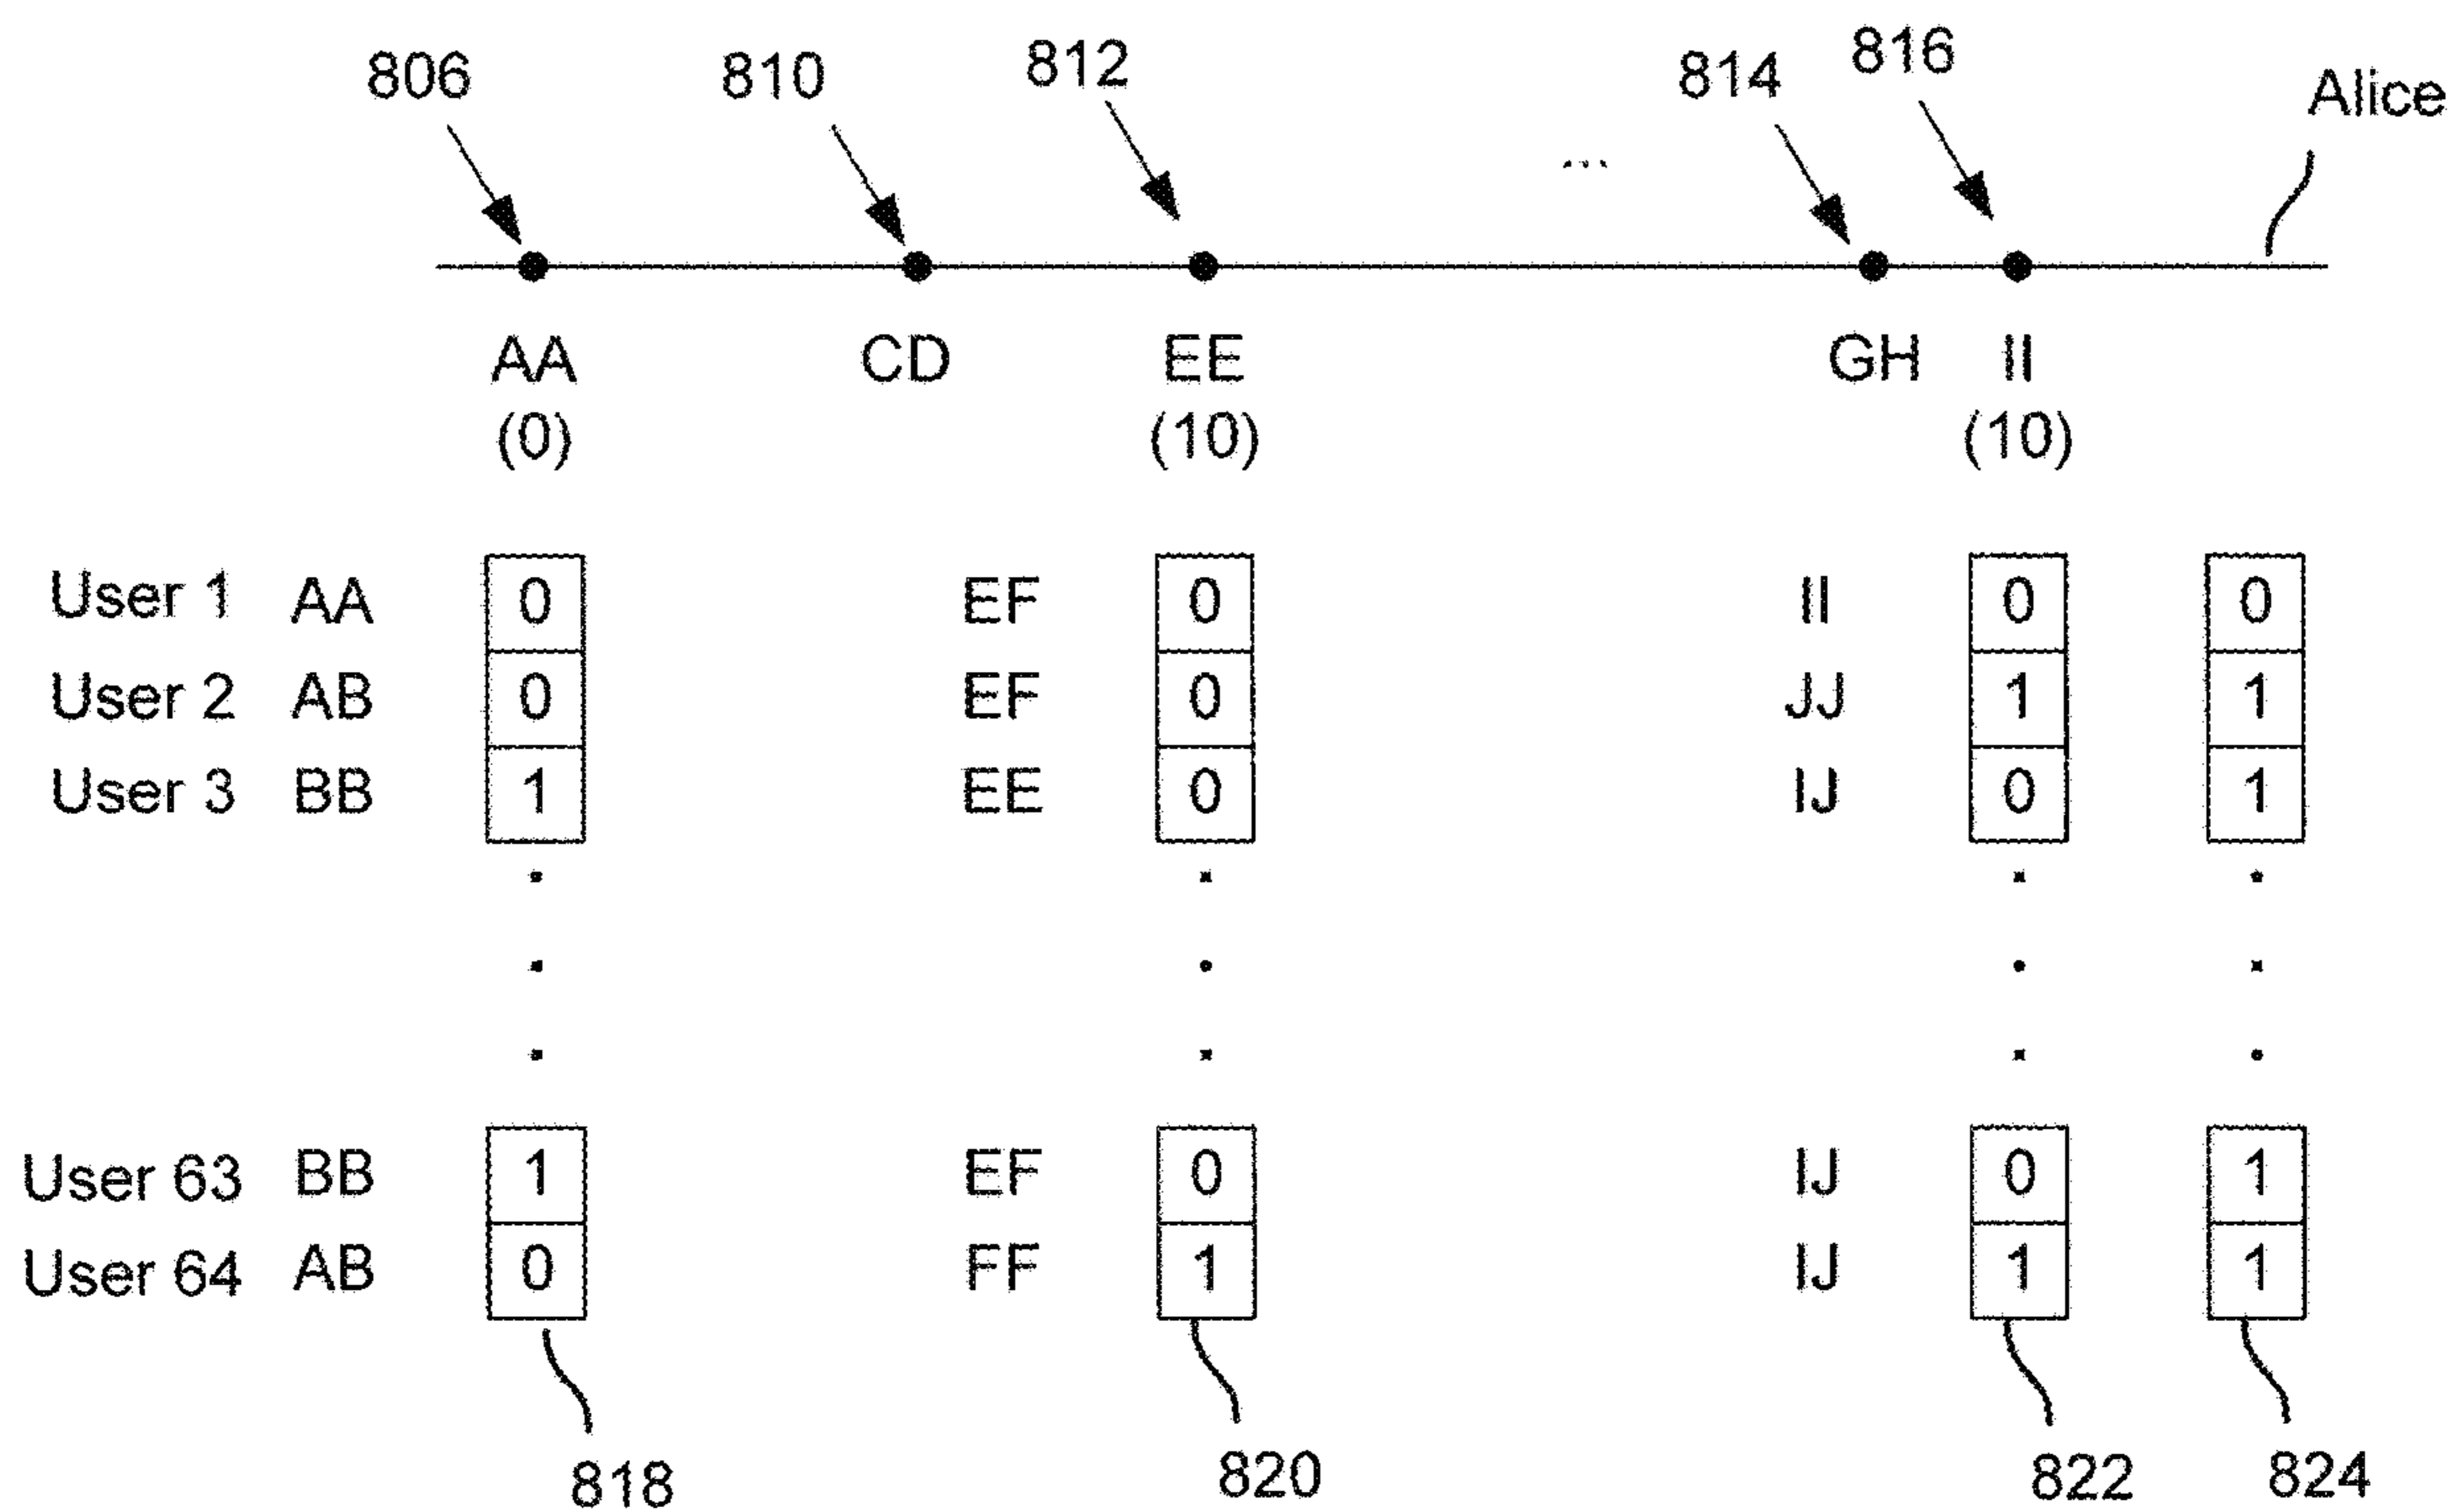 806 810 812 814 816 Alice
...
AA CD EE GH II
(0) (10) (10)
User 1 AA 0 EF 0 II 0 0
User 2 AB 0 EF 0 JJ 1 1
User 3 BB 1 EE 0 IJ 0 1
User 63 BB 1 EF 0 IJ 0 1
User 64 AB 0 FF 1 IJ 1 1
818 820 822 824